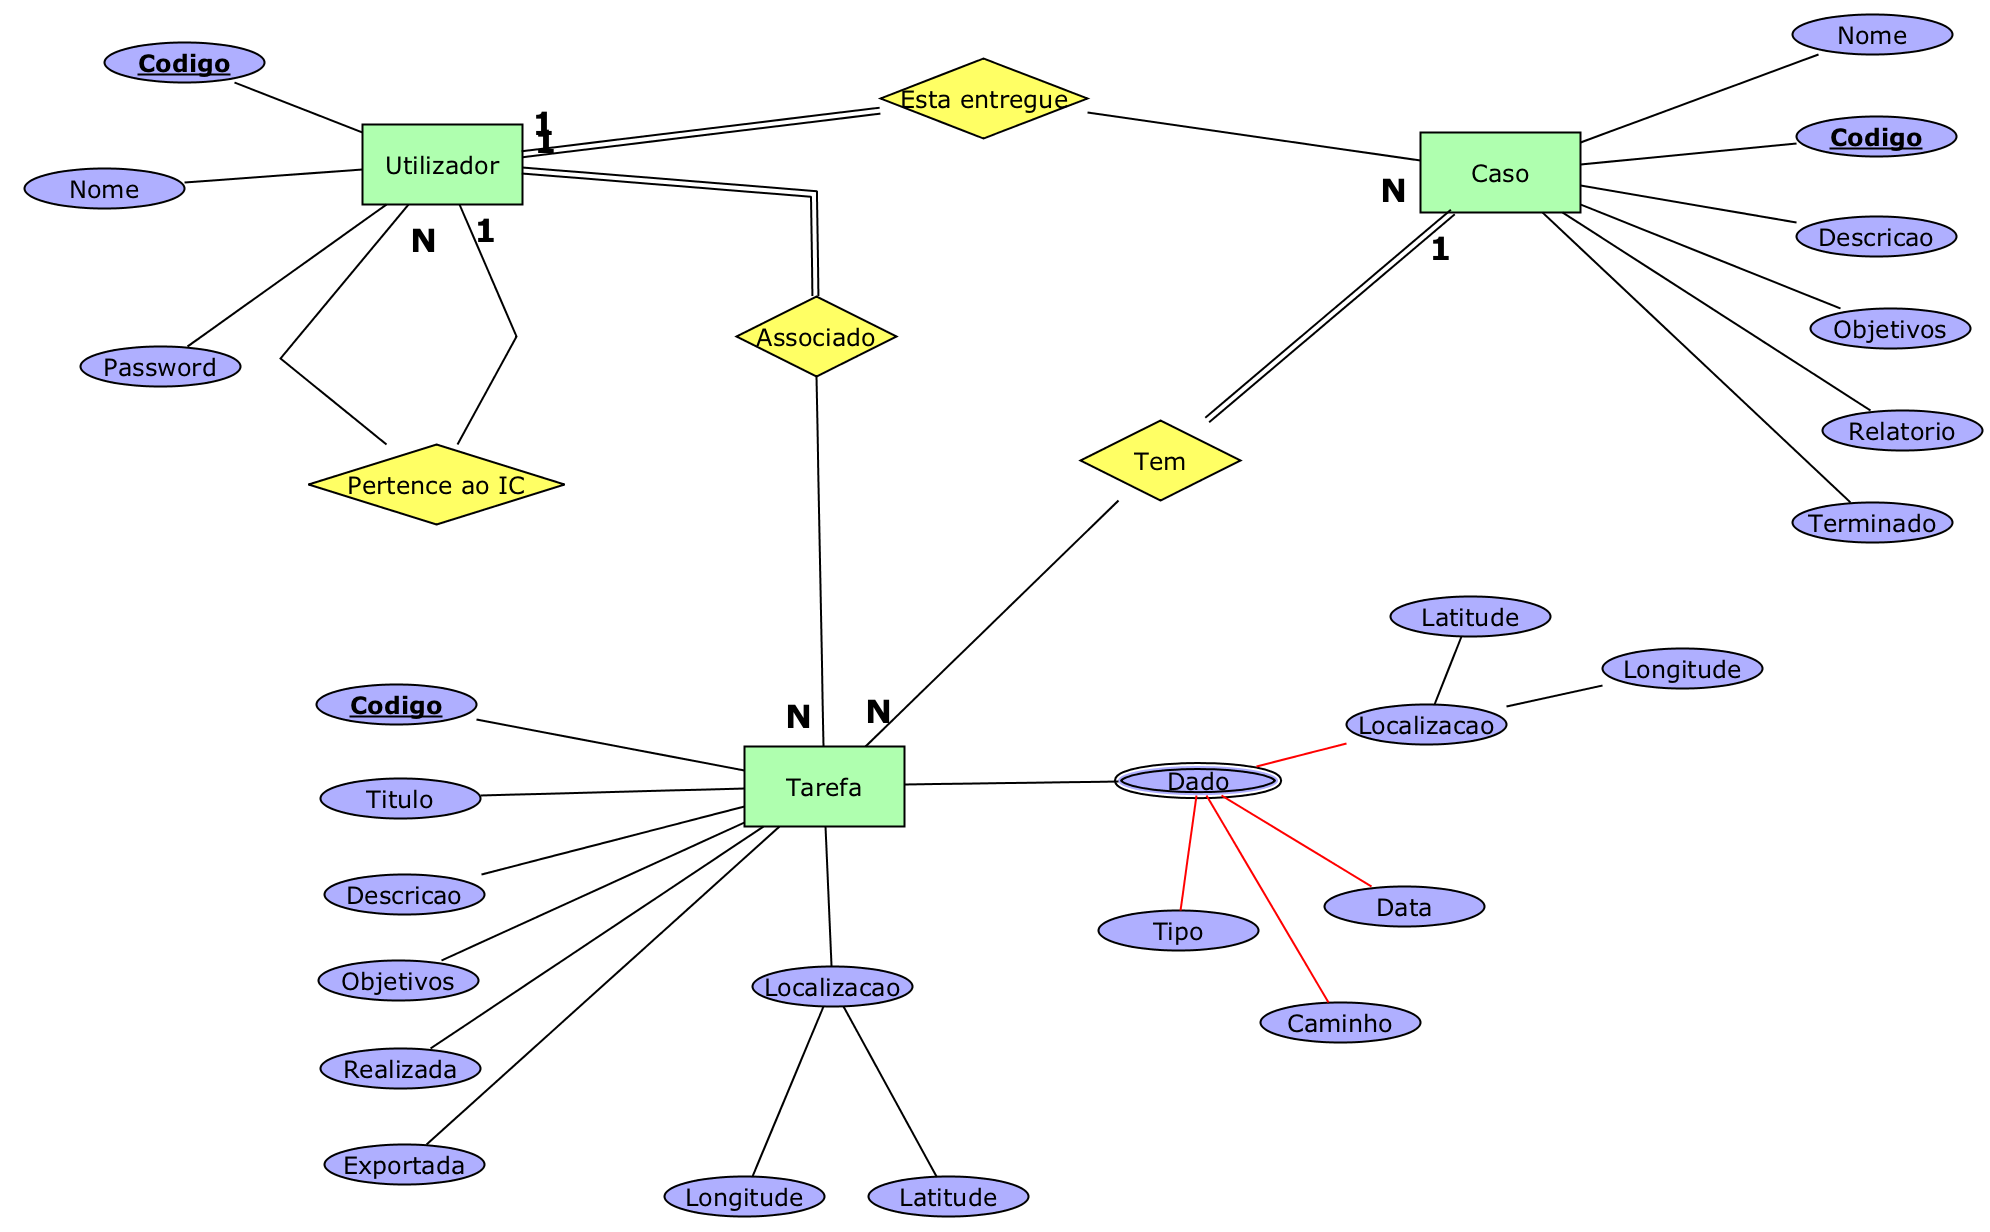 Nome
Codigo
Esta entregue
1
1
Codigo
Utilizador
Caso
Nome
N
Descricao
N
1
1
Objetivos
Associado
Password
Relatorio
Tem
Pertence ao IC
Terminado
Latitude
Longitude
Codigo
N
N
Localizacao
Tarefa
Dado
Titulo
Descricao
Data
Tipo
Objetivos
Localizacao
Caminho
Realizada
Exportada
Longitude
Latitude